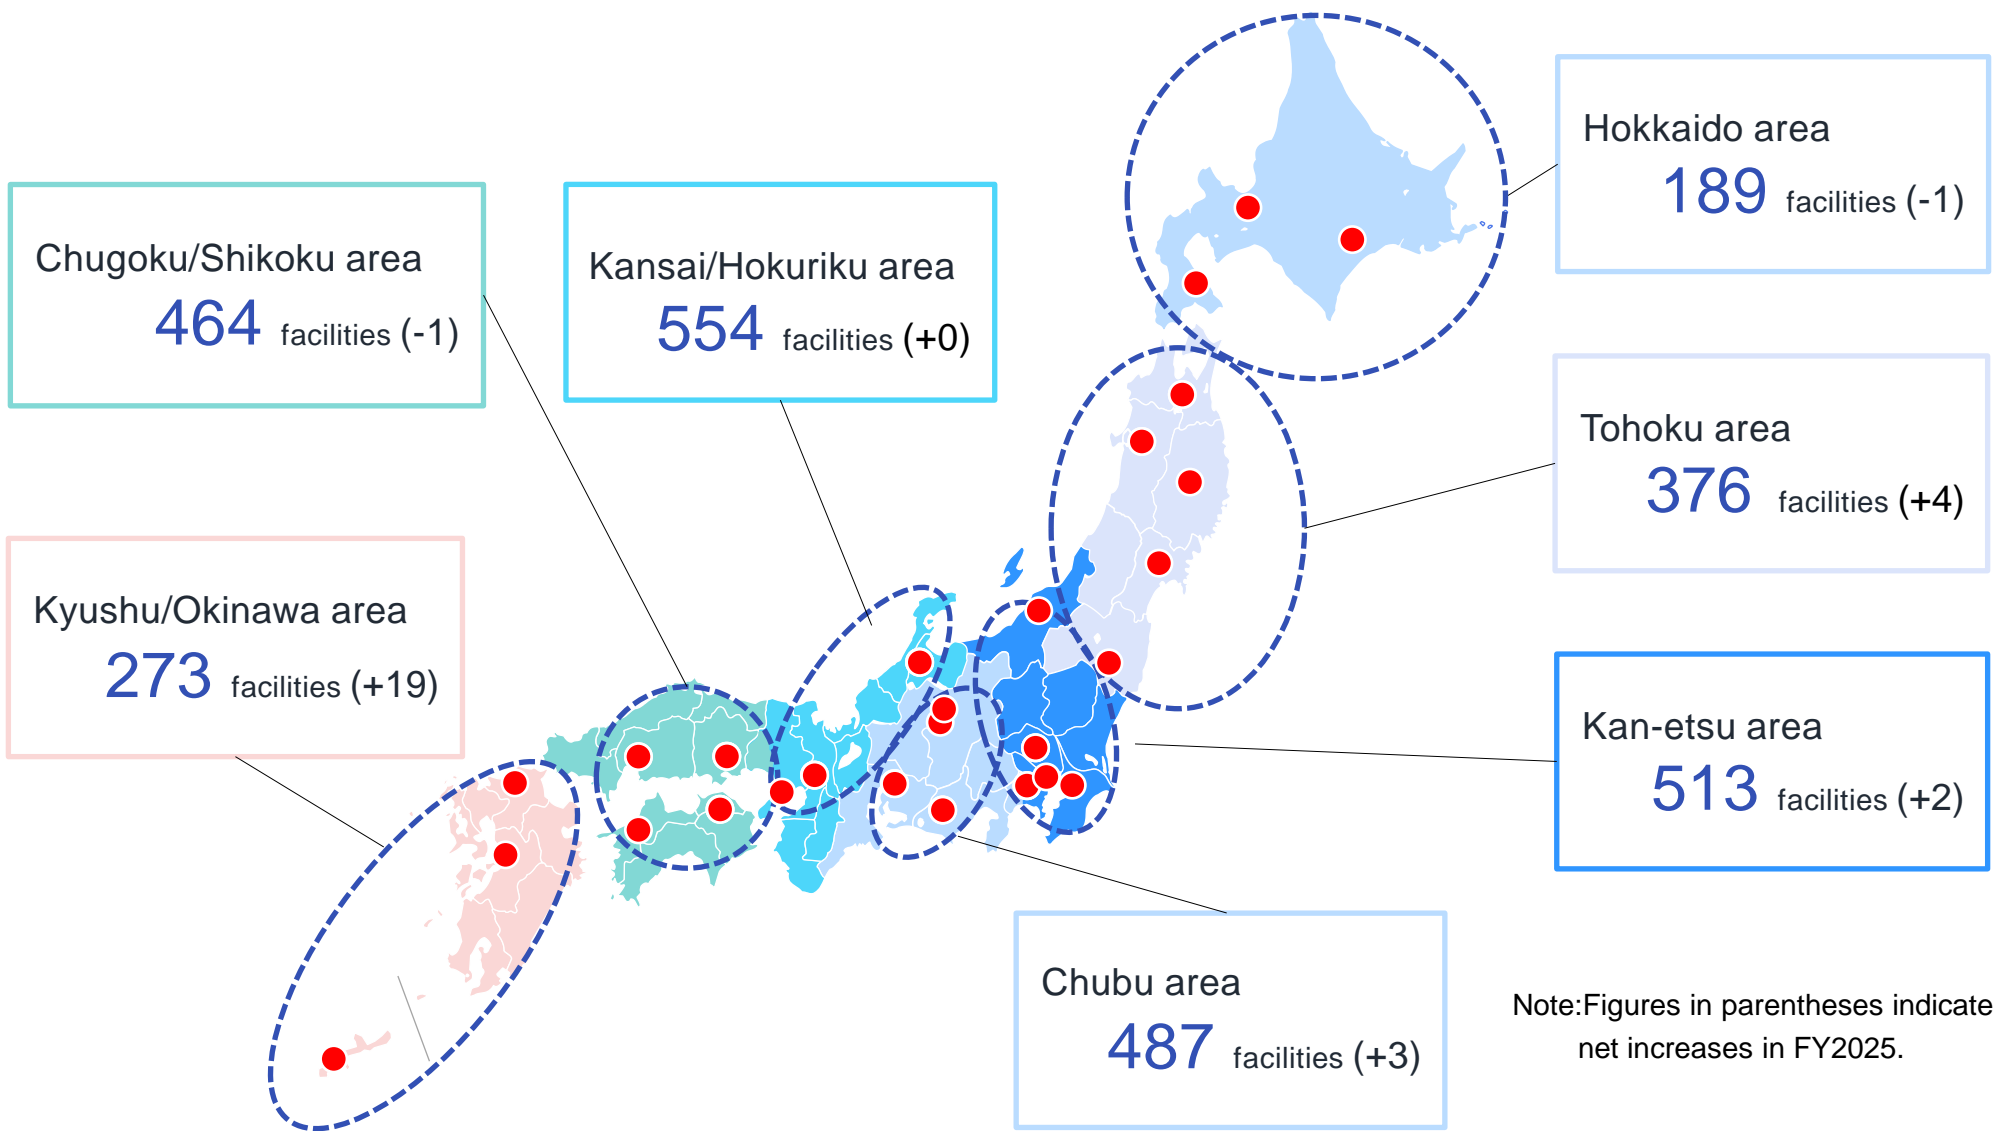 Hokkaido area
189 facilities (-1)
Chugoku/Shikoku area
464 facilities (-1)
Kansai/Hokuriku area
554 facilities (+0)
Tohoku area
376 facilities (+4)
Kyushu/Okinawa area
273 facilities (+19)
Kan-etsu area
513 facilities (+2)
Chubu area
487 facilities (+3)
Note:Figures in parentheses indicate
net increases in FY2025.